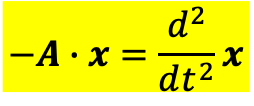 −A · x = d²/dt² x